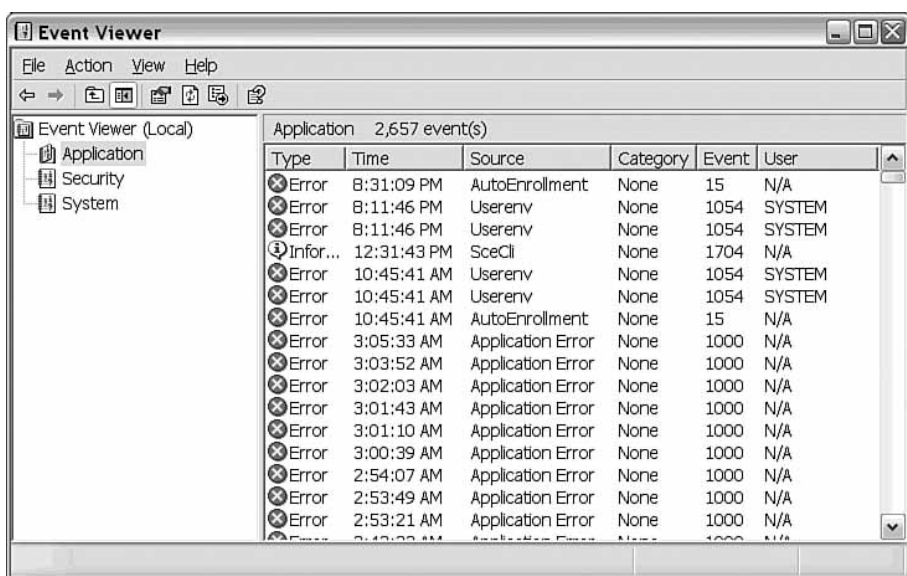 Event Viewer
File Action View Help
Event Viewer (Local)
Application
Security
System
Application 2,657 event(s)
Type Time Source Category Event User
Error 8:31:09 PM AutoEnrollment None 15 N/A
Error 8:11:46 PM Userenv None 1054 SYSTEM
Error 8:11:46 PM Userenv None 1054 SYSTEM
Infor... 12:31:43 PM SceCli None 1704 N/A
Error 10:45:41 AM Userenv None 1054 SYSTEM
Error 10:45:41 AM Userenv None 1054 SYSTEM
Error 10:45:41 AM AutoEnrollment None 15 N/A
Error 3:05:33 AM Application Error None 1000 N/A
Error 3:03:52 AM Application Error None 1000 N/A
Error 3:02:03 AM Application Error None 1000 N/A
Error 3:01:43 AM Application Error None 1000 N/A
Error 3:01:10 AM Application Error None 1000 N/A
Error 3:00:39 AM Application Error None 1000 N/A
Error 2:54:07 AM Application Error None 1000 N/A
Error 2:53:49 AM Application Error None 1000 N/A
Error 2:53:21 AM Application Error None 1000 N/A